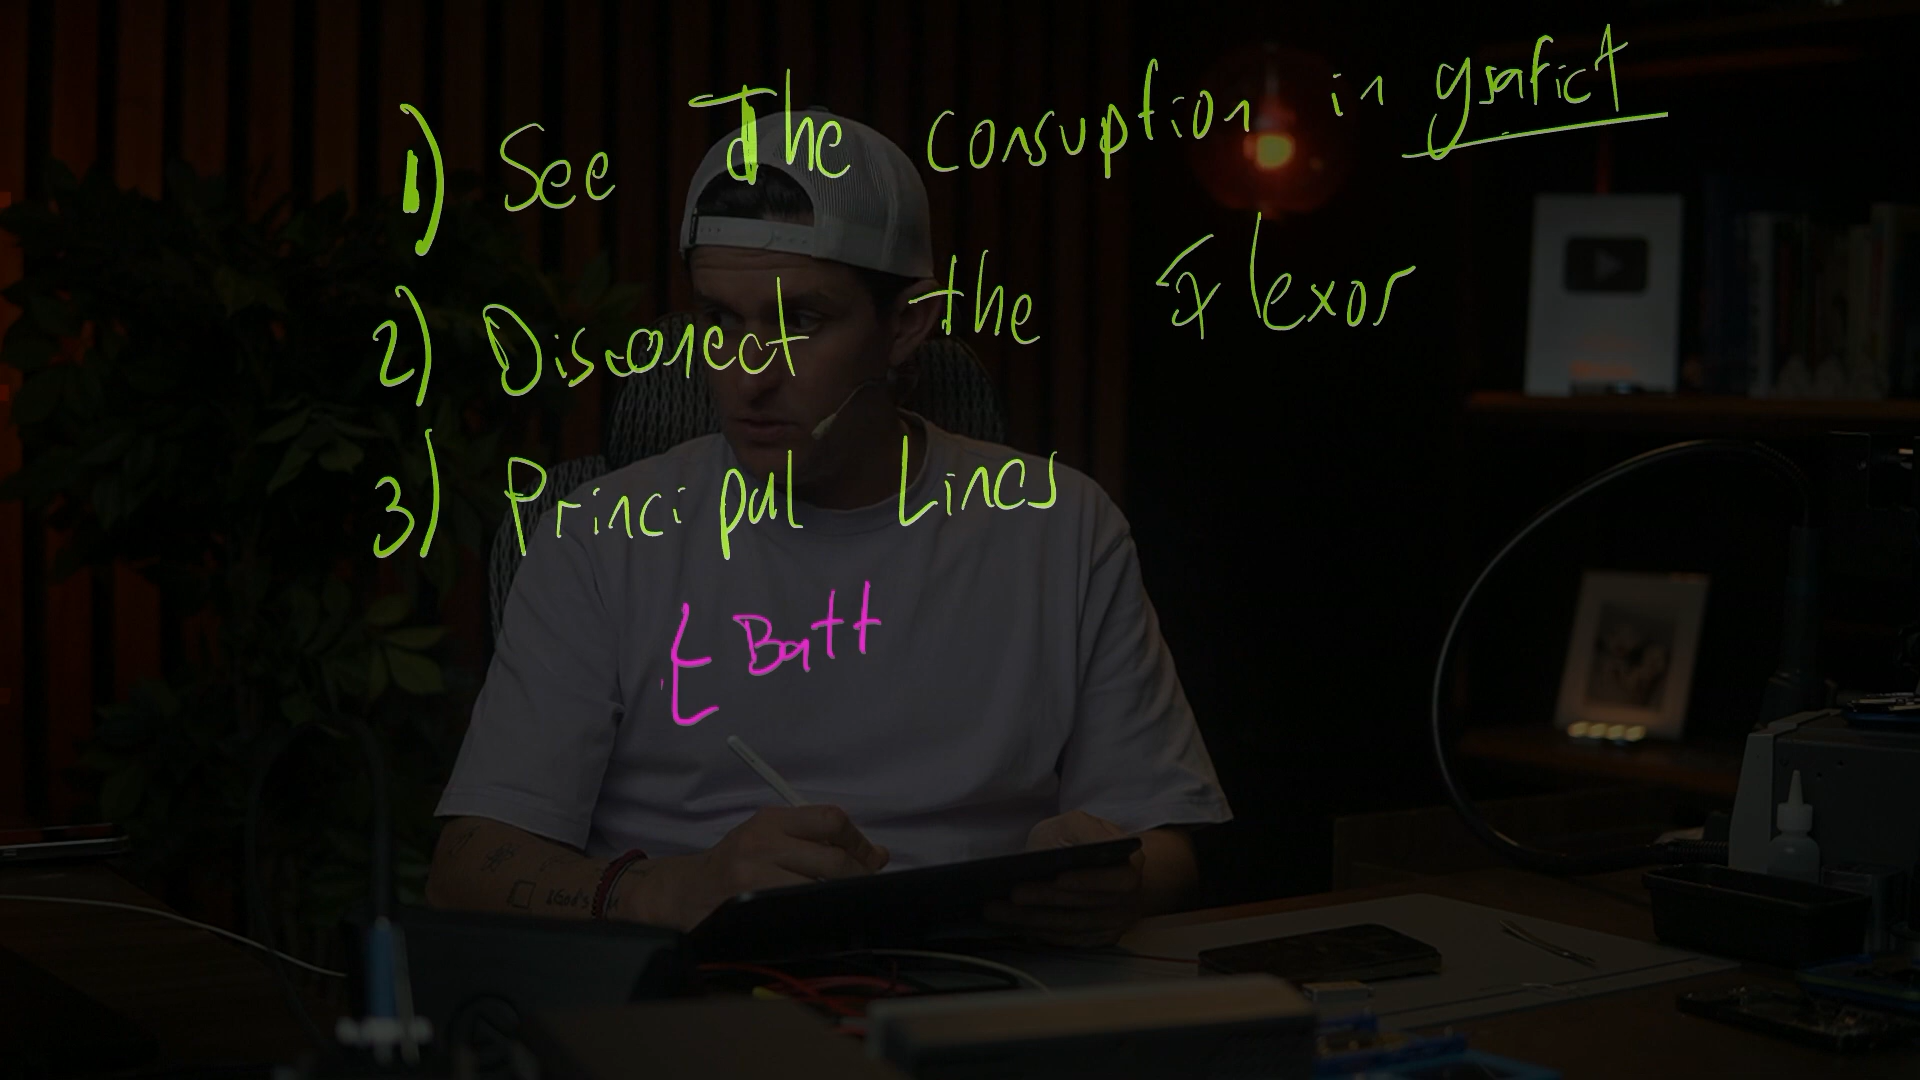 1) See The consuption in grafict
2) Disconect the Flexor
3) Principal Lines
Batt